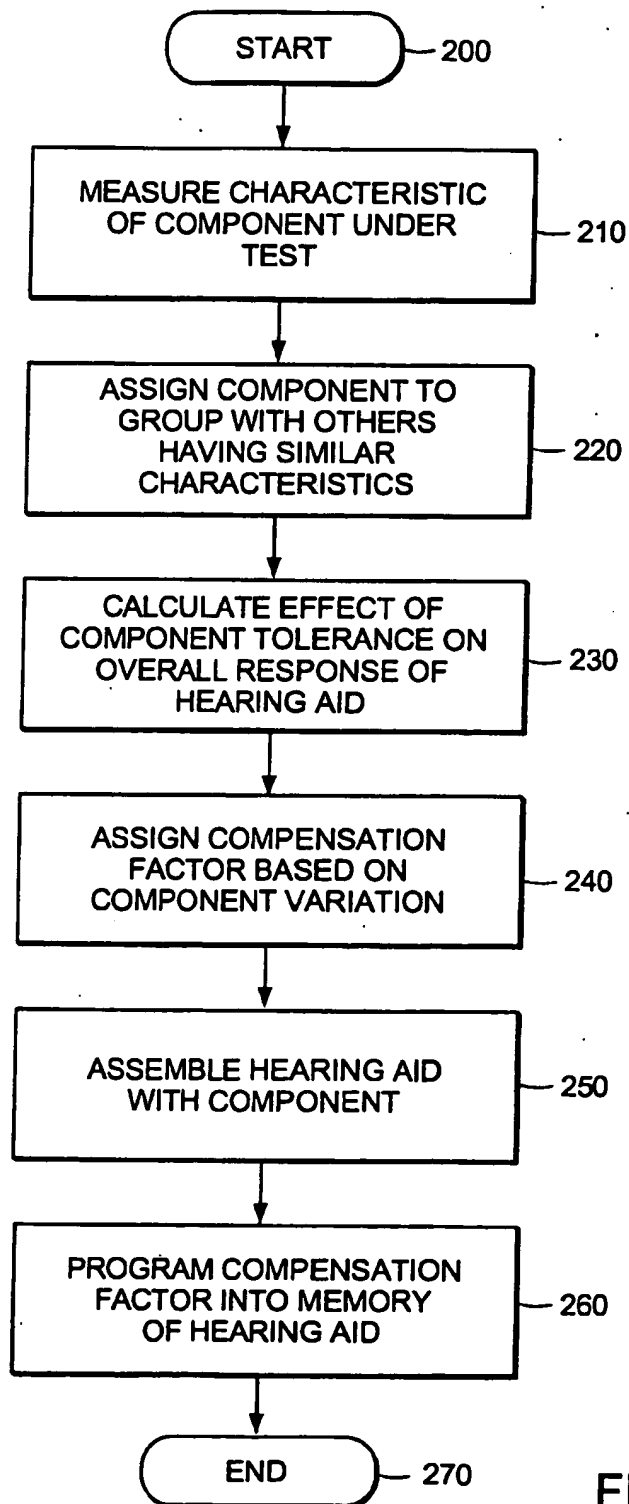 START
200
MEASURE CHARACTERISTIC
OF COMPONENT UNDER
TEST
210
ASSIGN COMPONENT TO
GROUP WITH OTHERS
HAVING SIMILAR
CHARACTERISTICS
220
CALCULATE EFFECT OF
COMPONENT TOLERANCE ON
OVERALL RESPONSE OF
HEARING AID
230
ASSIGN COMPENSATION
FACTOR BASED ON
COMPONENT VARIATION
240
ASSEMBLE HEARING AID
WITH COMPONENT
250
PROGRAM COMPENSATION
FACTOR INTO MEMORY
OF HEARING AID
260
END
270